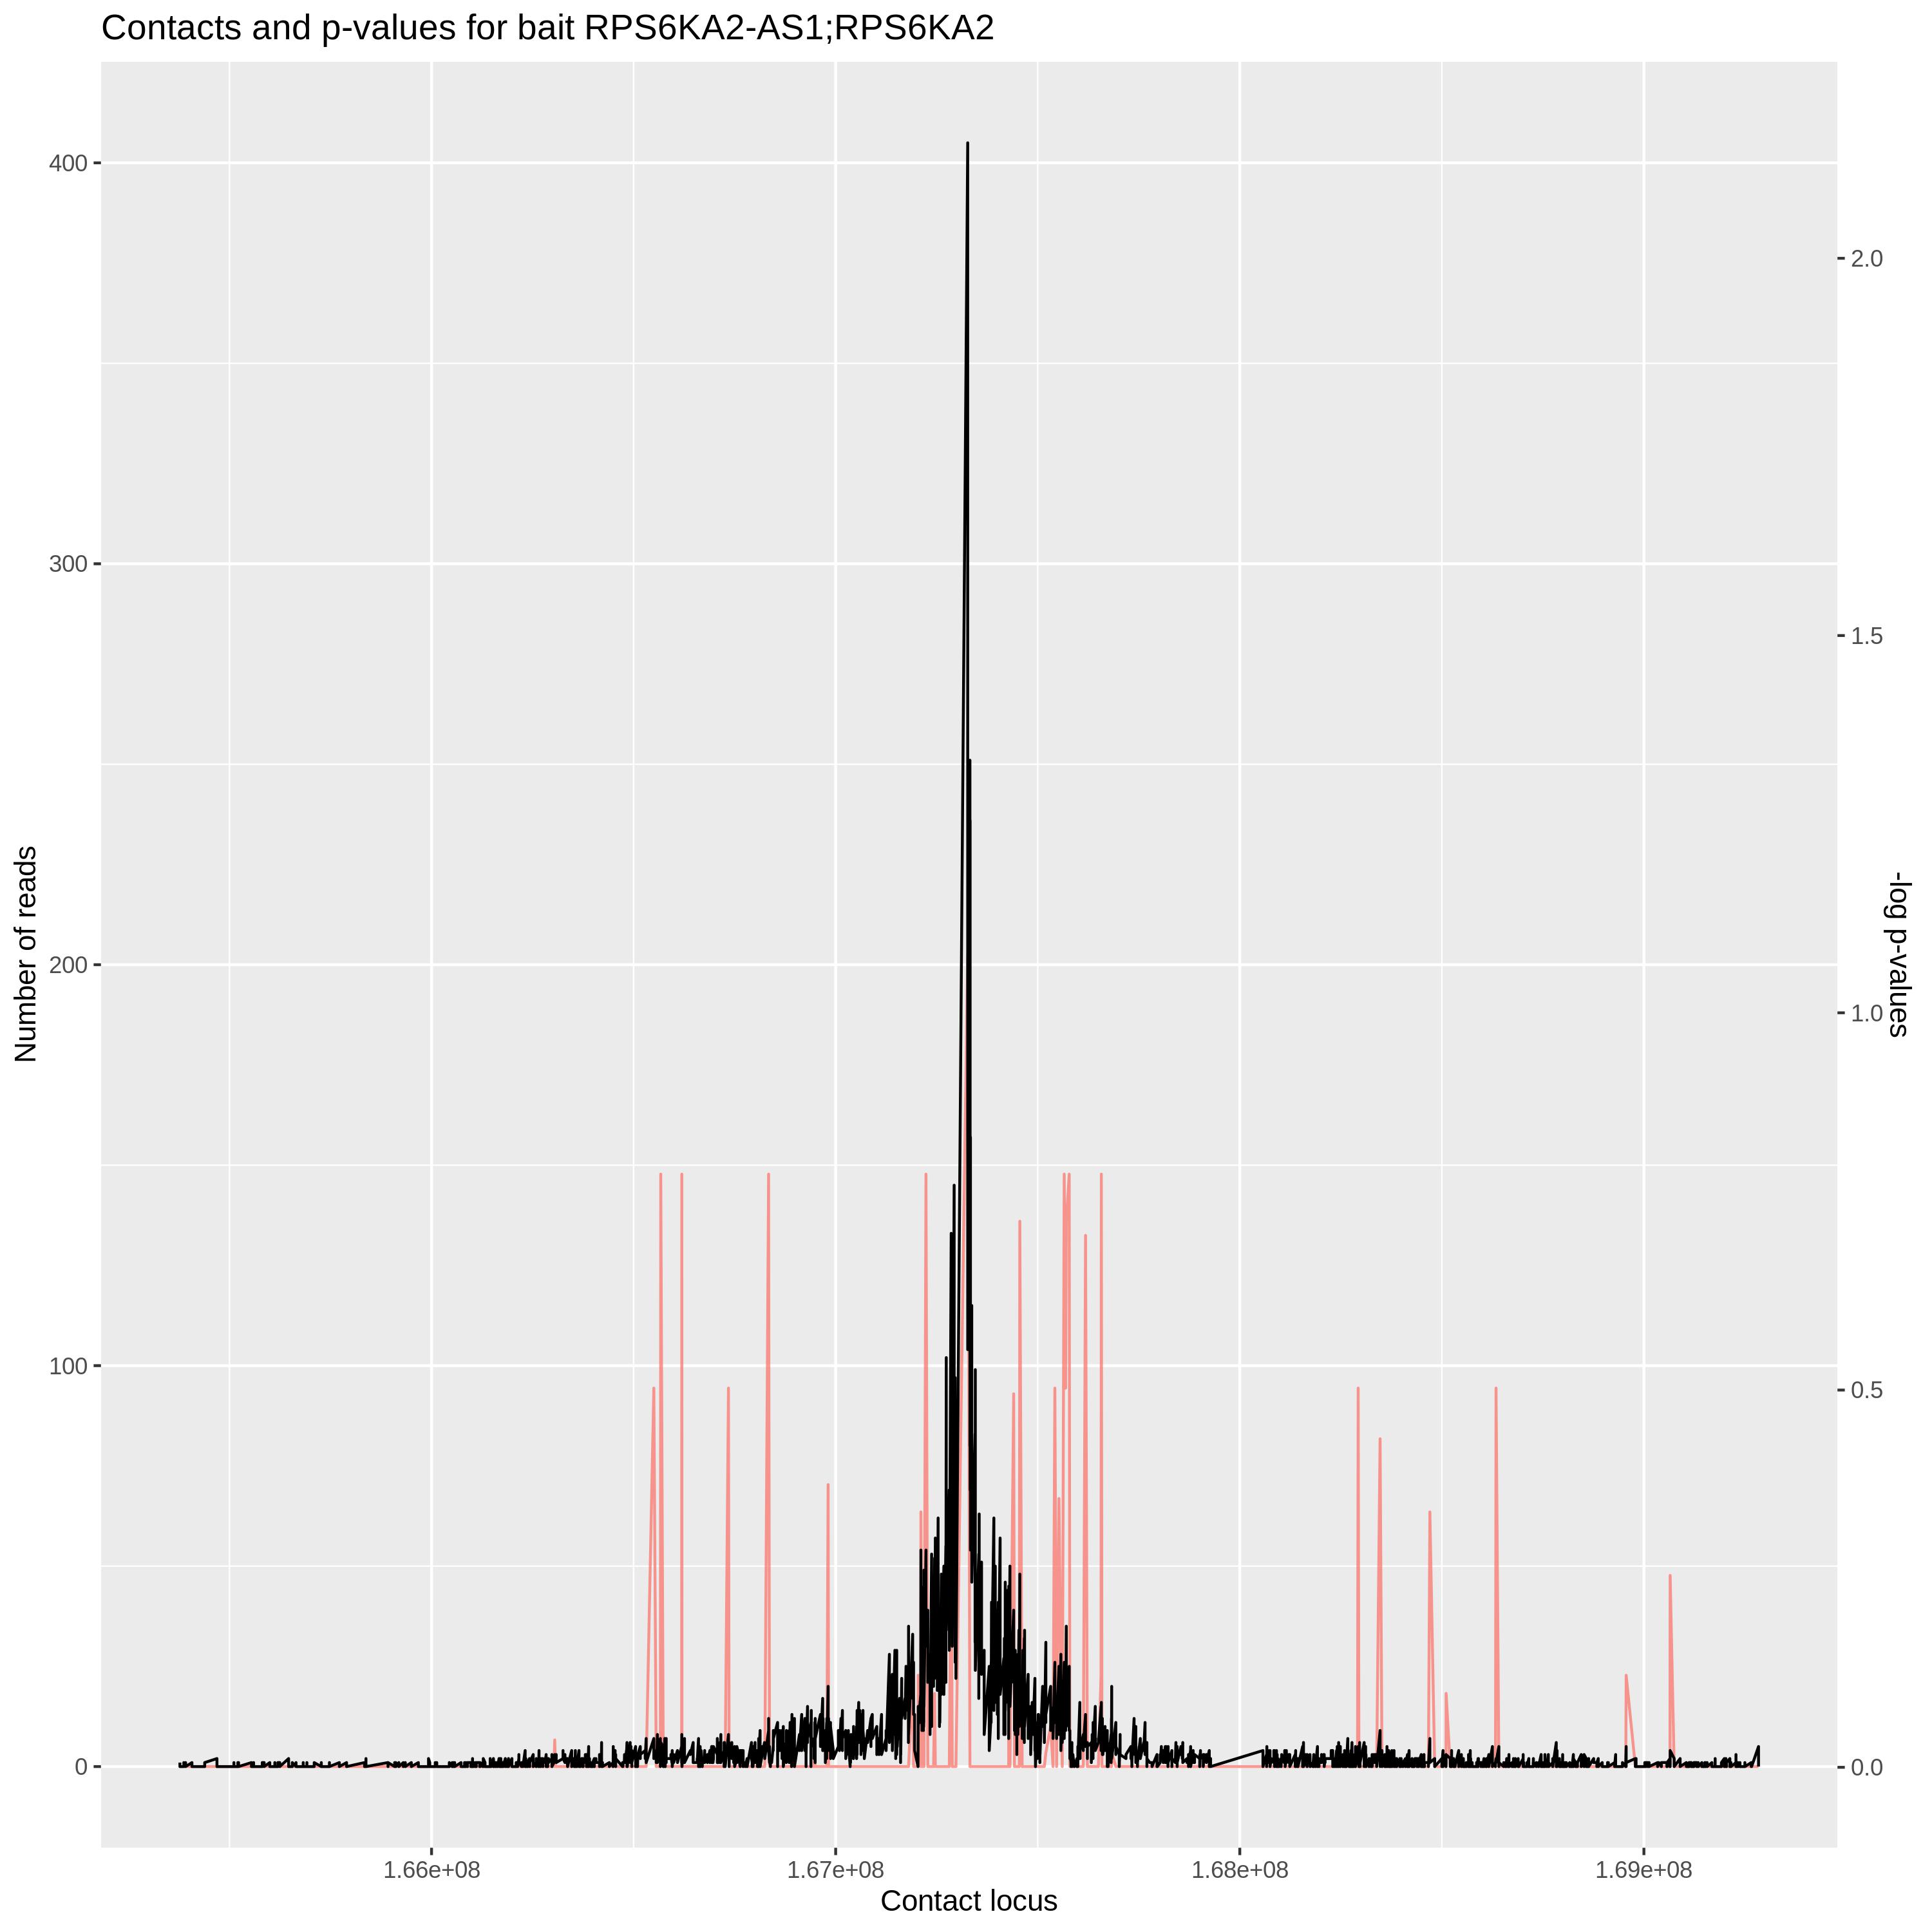 Contacts and p-values for bait RPS6KA2-AS1;RPS6KA2
400
300
200
100
0
Number of reads
2.0
1.5
1.0
0.5
0.0
-log p-values
1.66e+08 1.67e+08 1.68e+08 1.69e+08
Contact locus